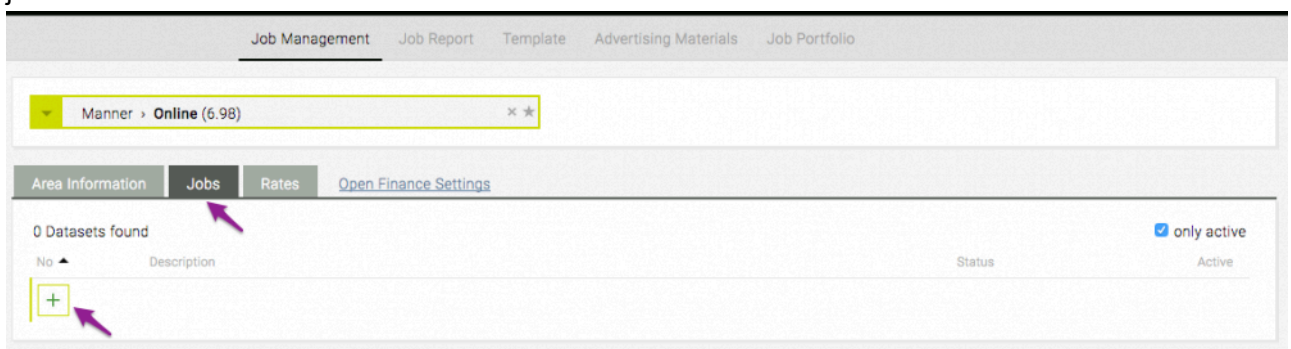 Job Management Job Report Template Advertising Materials Job Portfolio
Manner › Online (6.98) × ★
Area Information Jobs Rates Open Finance Settings
0 Datasets found only active
No Description Status Active
+